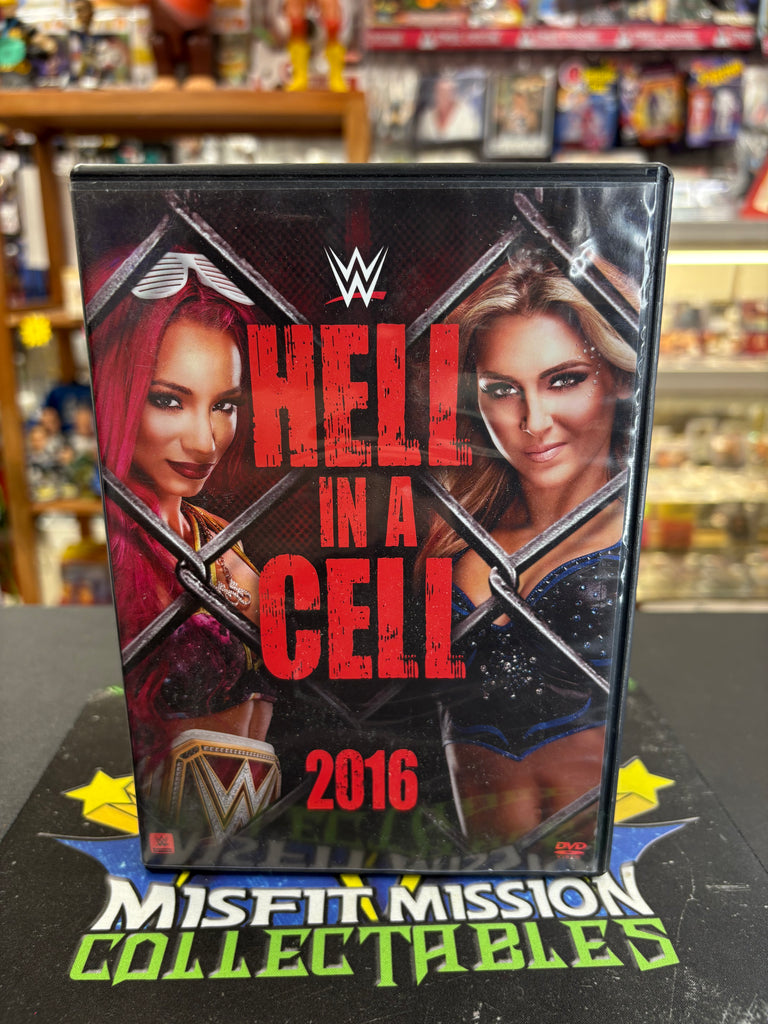 W
HELL
IN A
CELL
W
2016
DVD
MISFIT MISSION
COLLECTABLES